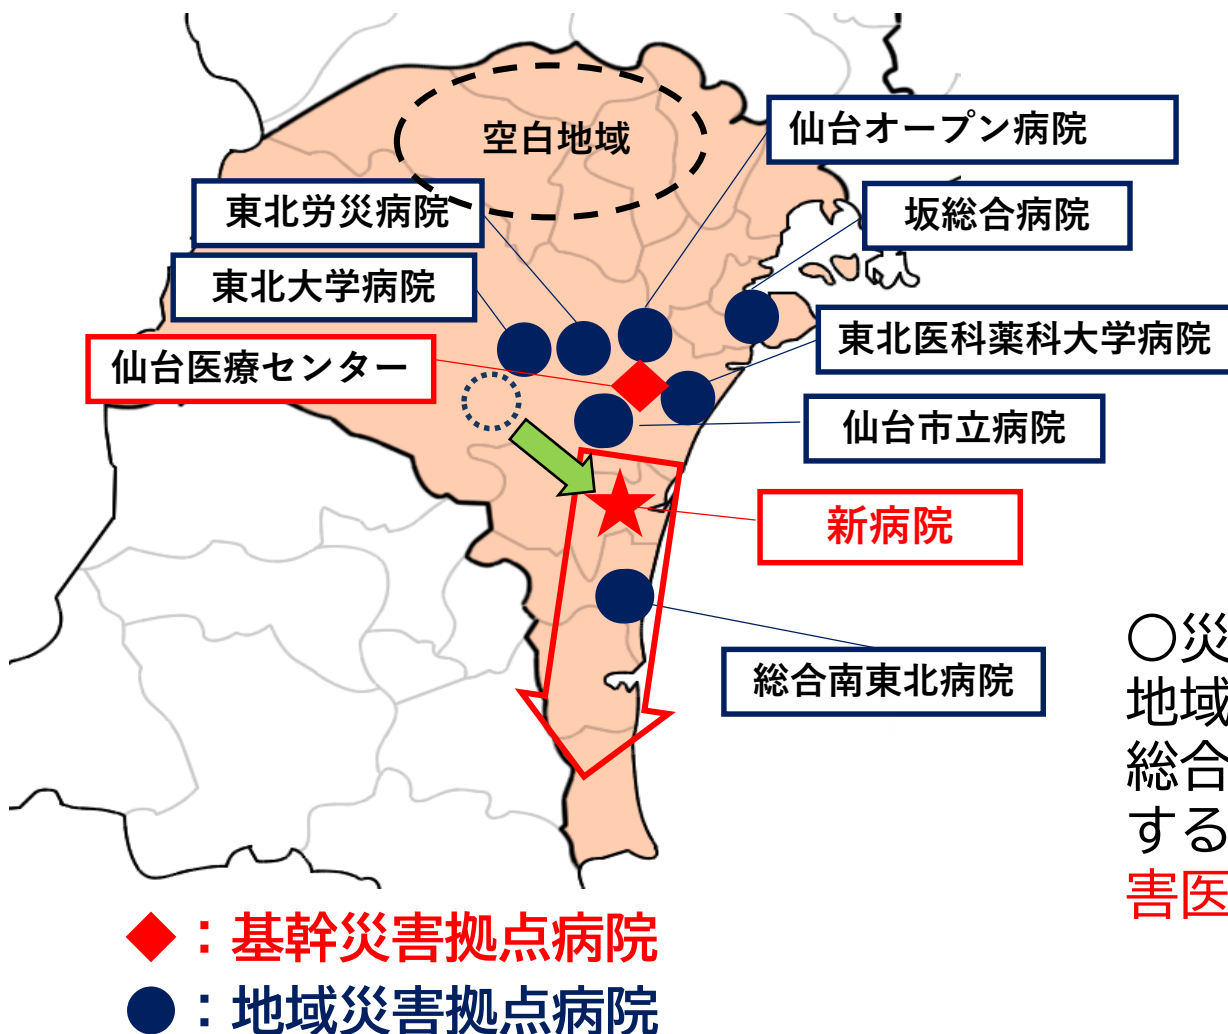 空白地域
仙台オープン病院
東北労災病院
坂総合病院
東北大学病院
東北医科薬科大学病院
仙台医療センター
仙台市立病院
新病院
総合南東北病院
〇災
地域
総合
する
害医
◆：基幹災害拠点病院
●：地域災害拠点病院